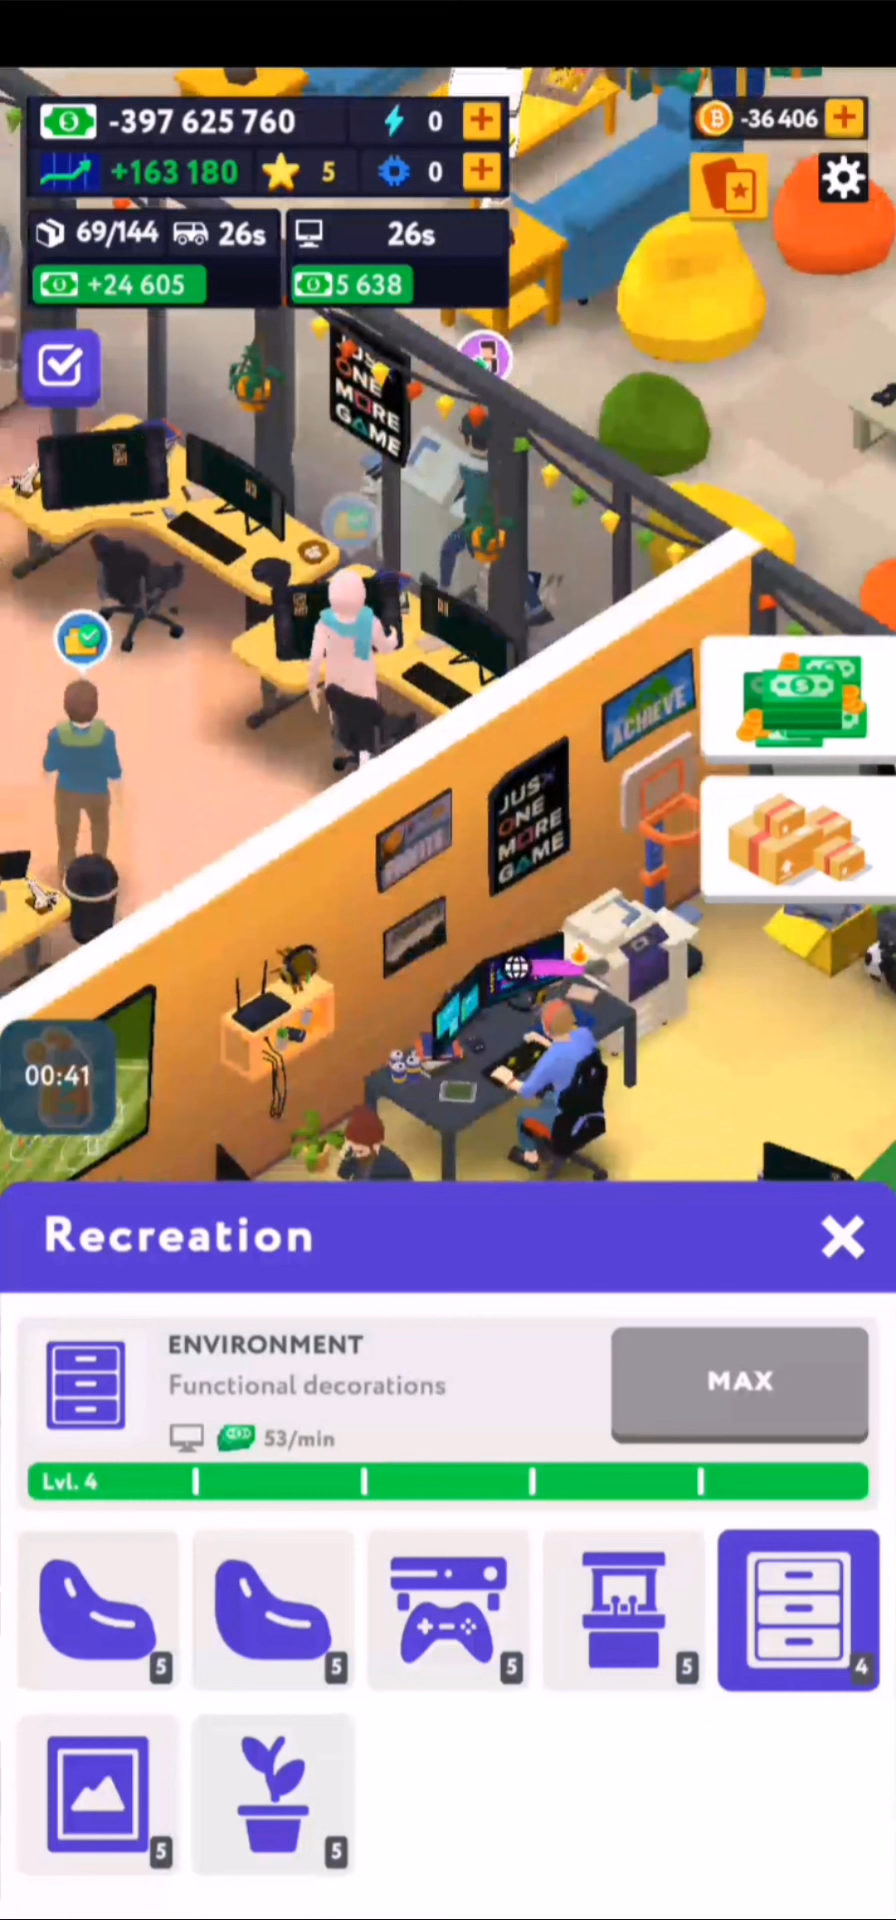 -397 625 760
0
-36 406
+163 180
5
0
69/144
26s
26s
+24 605
5 638
JUST
ONE
MORE
GAME
ACHIEVE
JUST
ONE
MORE
GAME
PROFITS
00:41
Recreation
ENVIRONMENT
Functional decorations
MAX
53/min
Lvl. 4
5
5
5
5
4
5
5